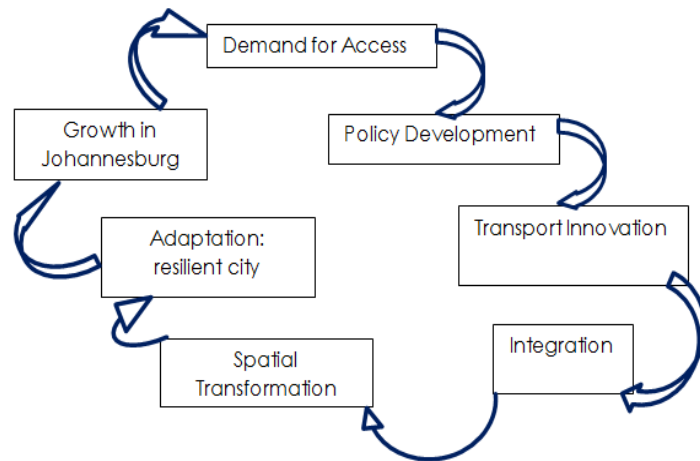 Demand for Access
Policy Development
Transport Innovation
Integration
Spatial
Transformation
Adaptation:
resilient city
Growth in
Johannesburg